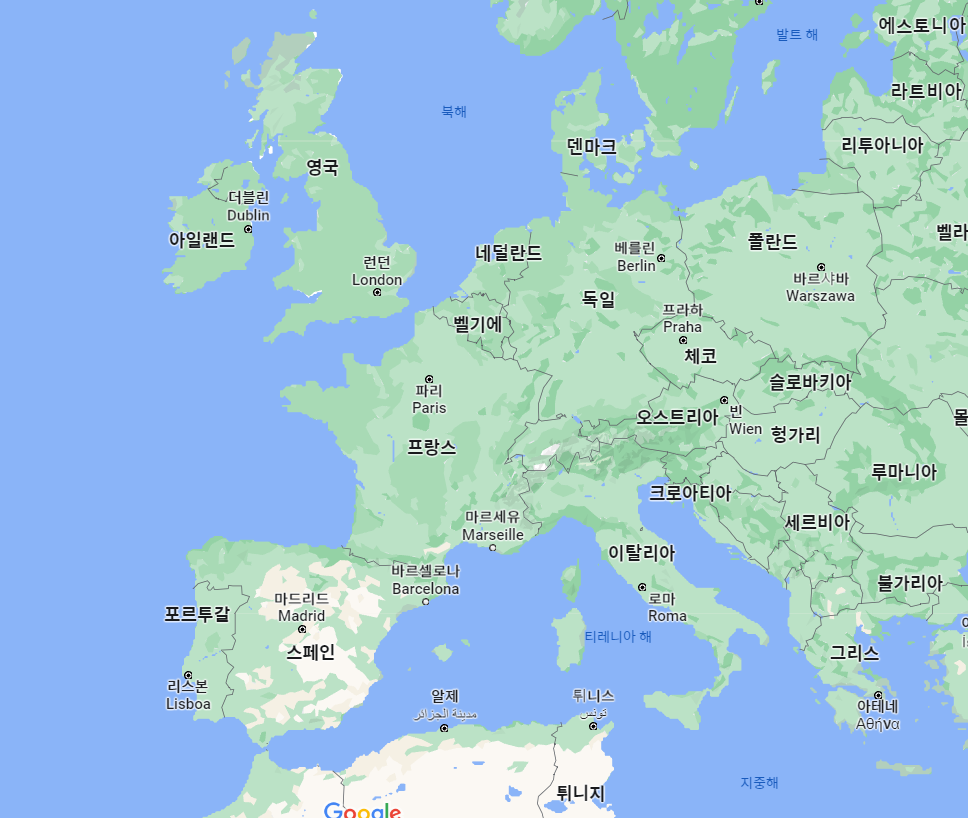 에스토니아
발트 해
라트비아
북해
리투아니아
덴마크
영국
더블린
Dublin
아일랜드
벨라
폴란드
네덜란드
베를린
Berlin
런던
London
바르샤바
Warszawa
독일
프라하
Praha
벨기에
체코
슬로바키아
파리
Paris
오스트리아
빈
Wien
헝가리
몰
프랑스
루마니아
크로아티아
마르세유
Marseille
세르비아
이탈리아
바르셀로나
Barcelona
불가리아
마드리드
Madrid
로마
Roma
포르투갈
티레니아 해
스페인
그리스
리스본
Lisboa
알제
مدينة الجزائر
튀니스
تونس
아테네
Αθήνα
지중해
튀니지
Google